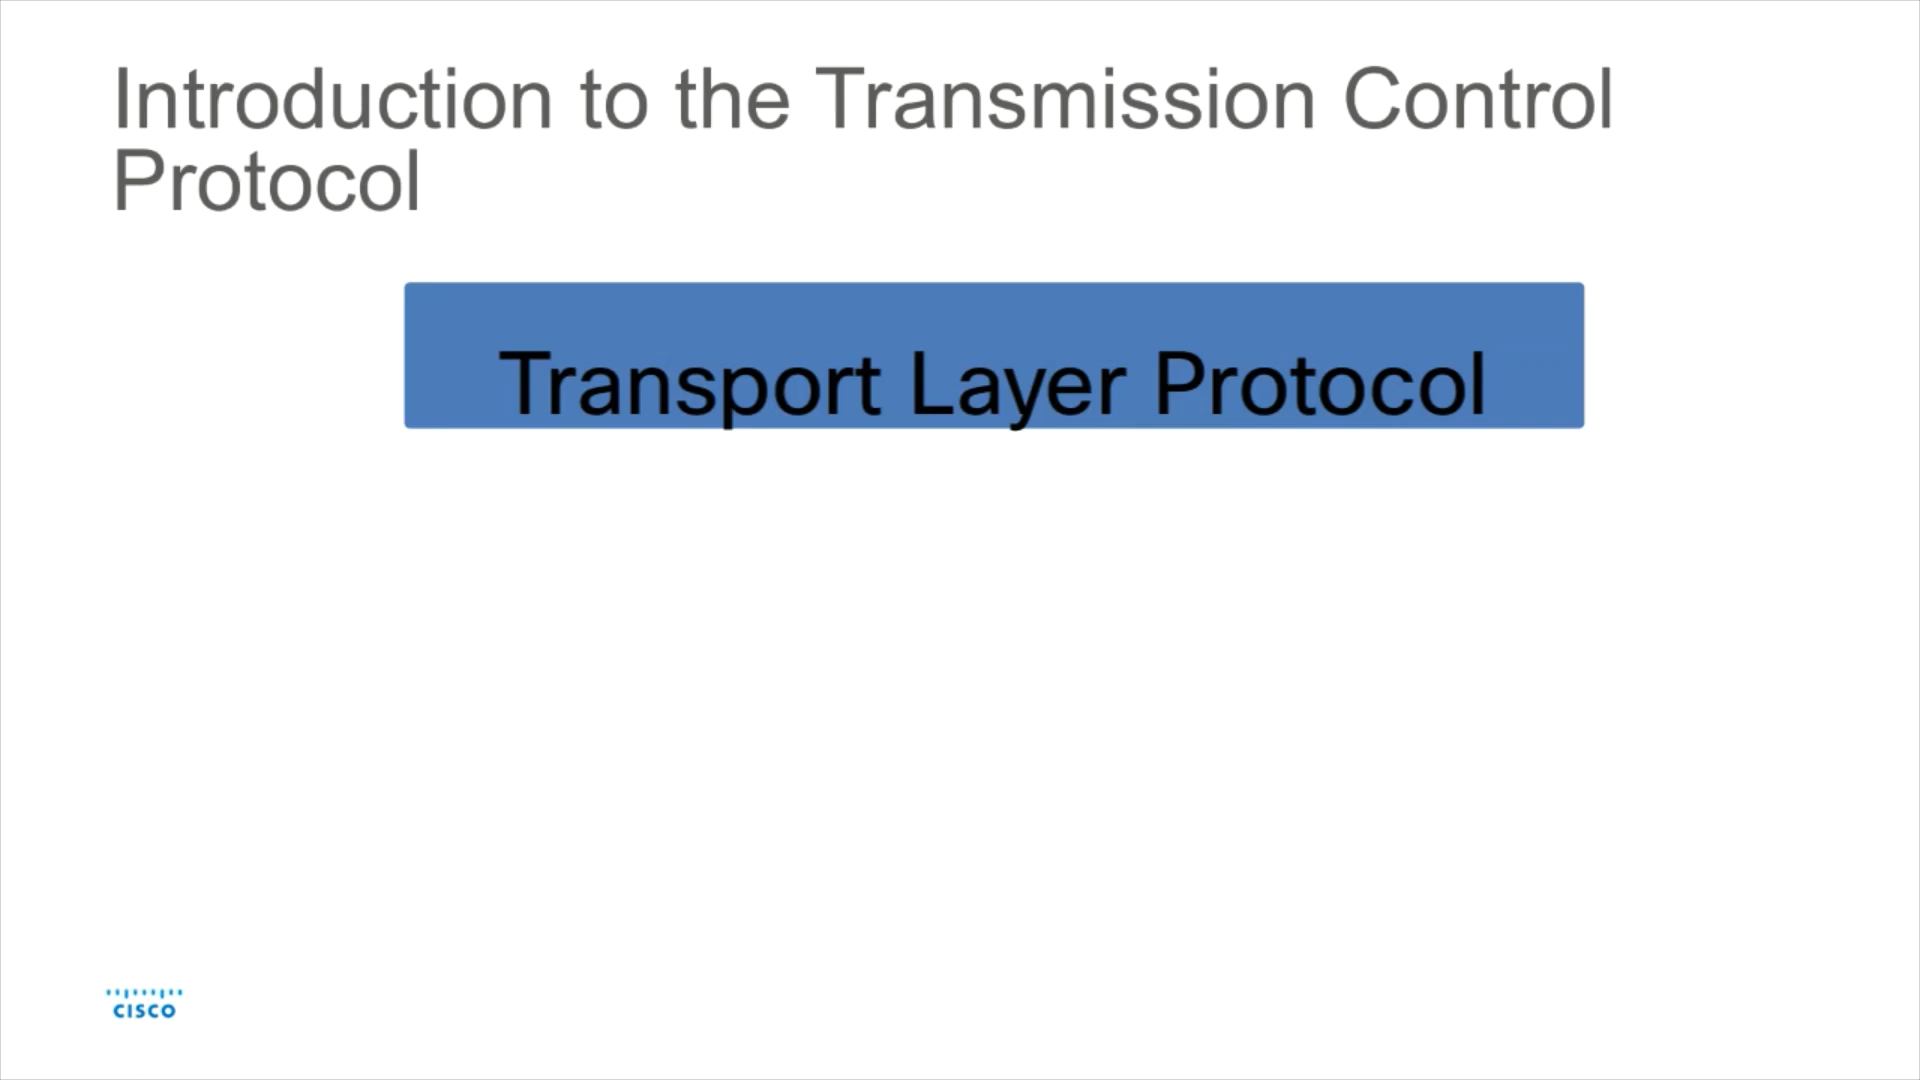 Introduction to the Transmission Control
Protocol
Transport Layer Protocol
CISCO